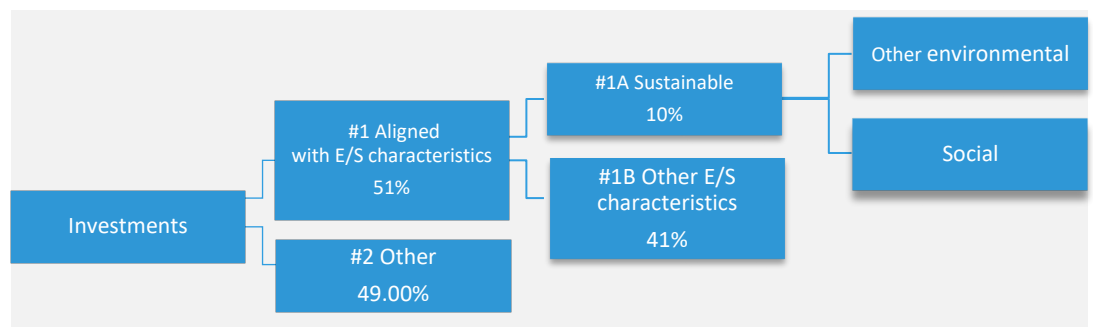 Investments
#1 Aligned
with E/S characteristics
51%
#2 Other
49.00%
#1A Sustainable
10%
#1B Other E/S
characteristics
41%
Other environmental
Social